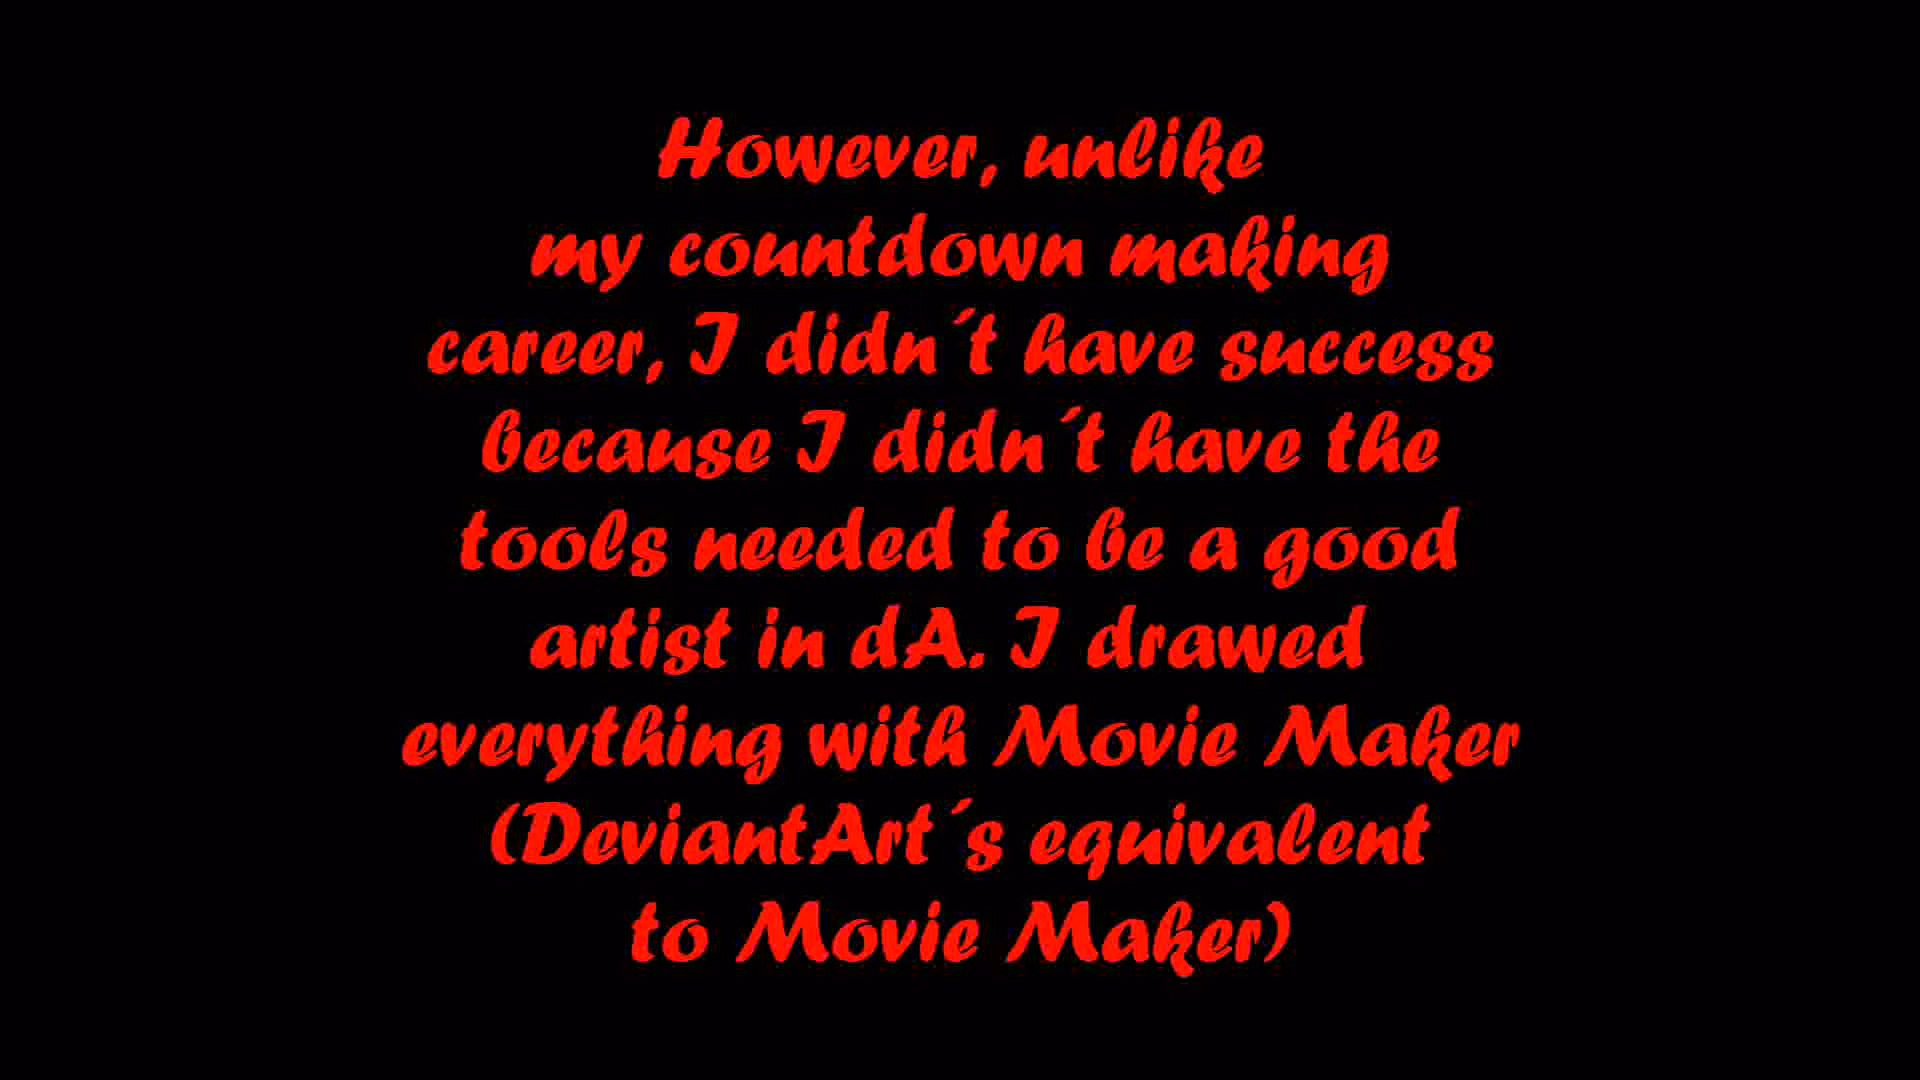 However, unlike
my countdown making
career, I didn´t have success
because I didn´t have the
tools needed to be a good
artist in dA. I drawed
everything with Movie Maker
(DeviantArt´s equivalent
to Movie Maker)